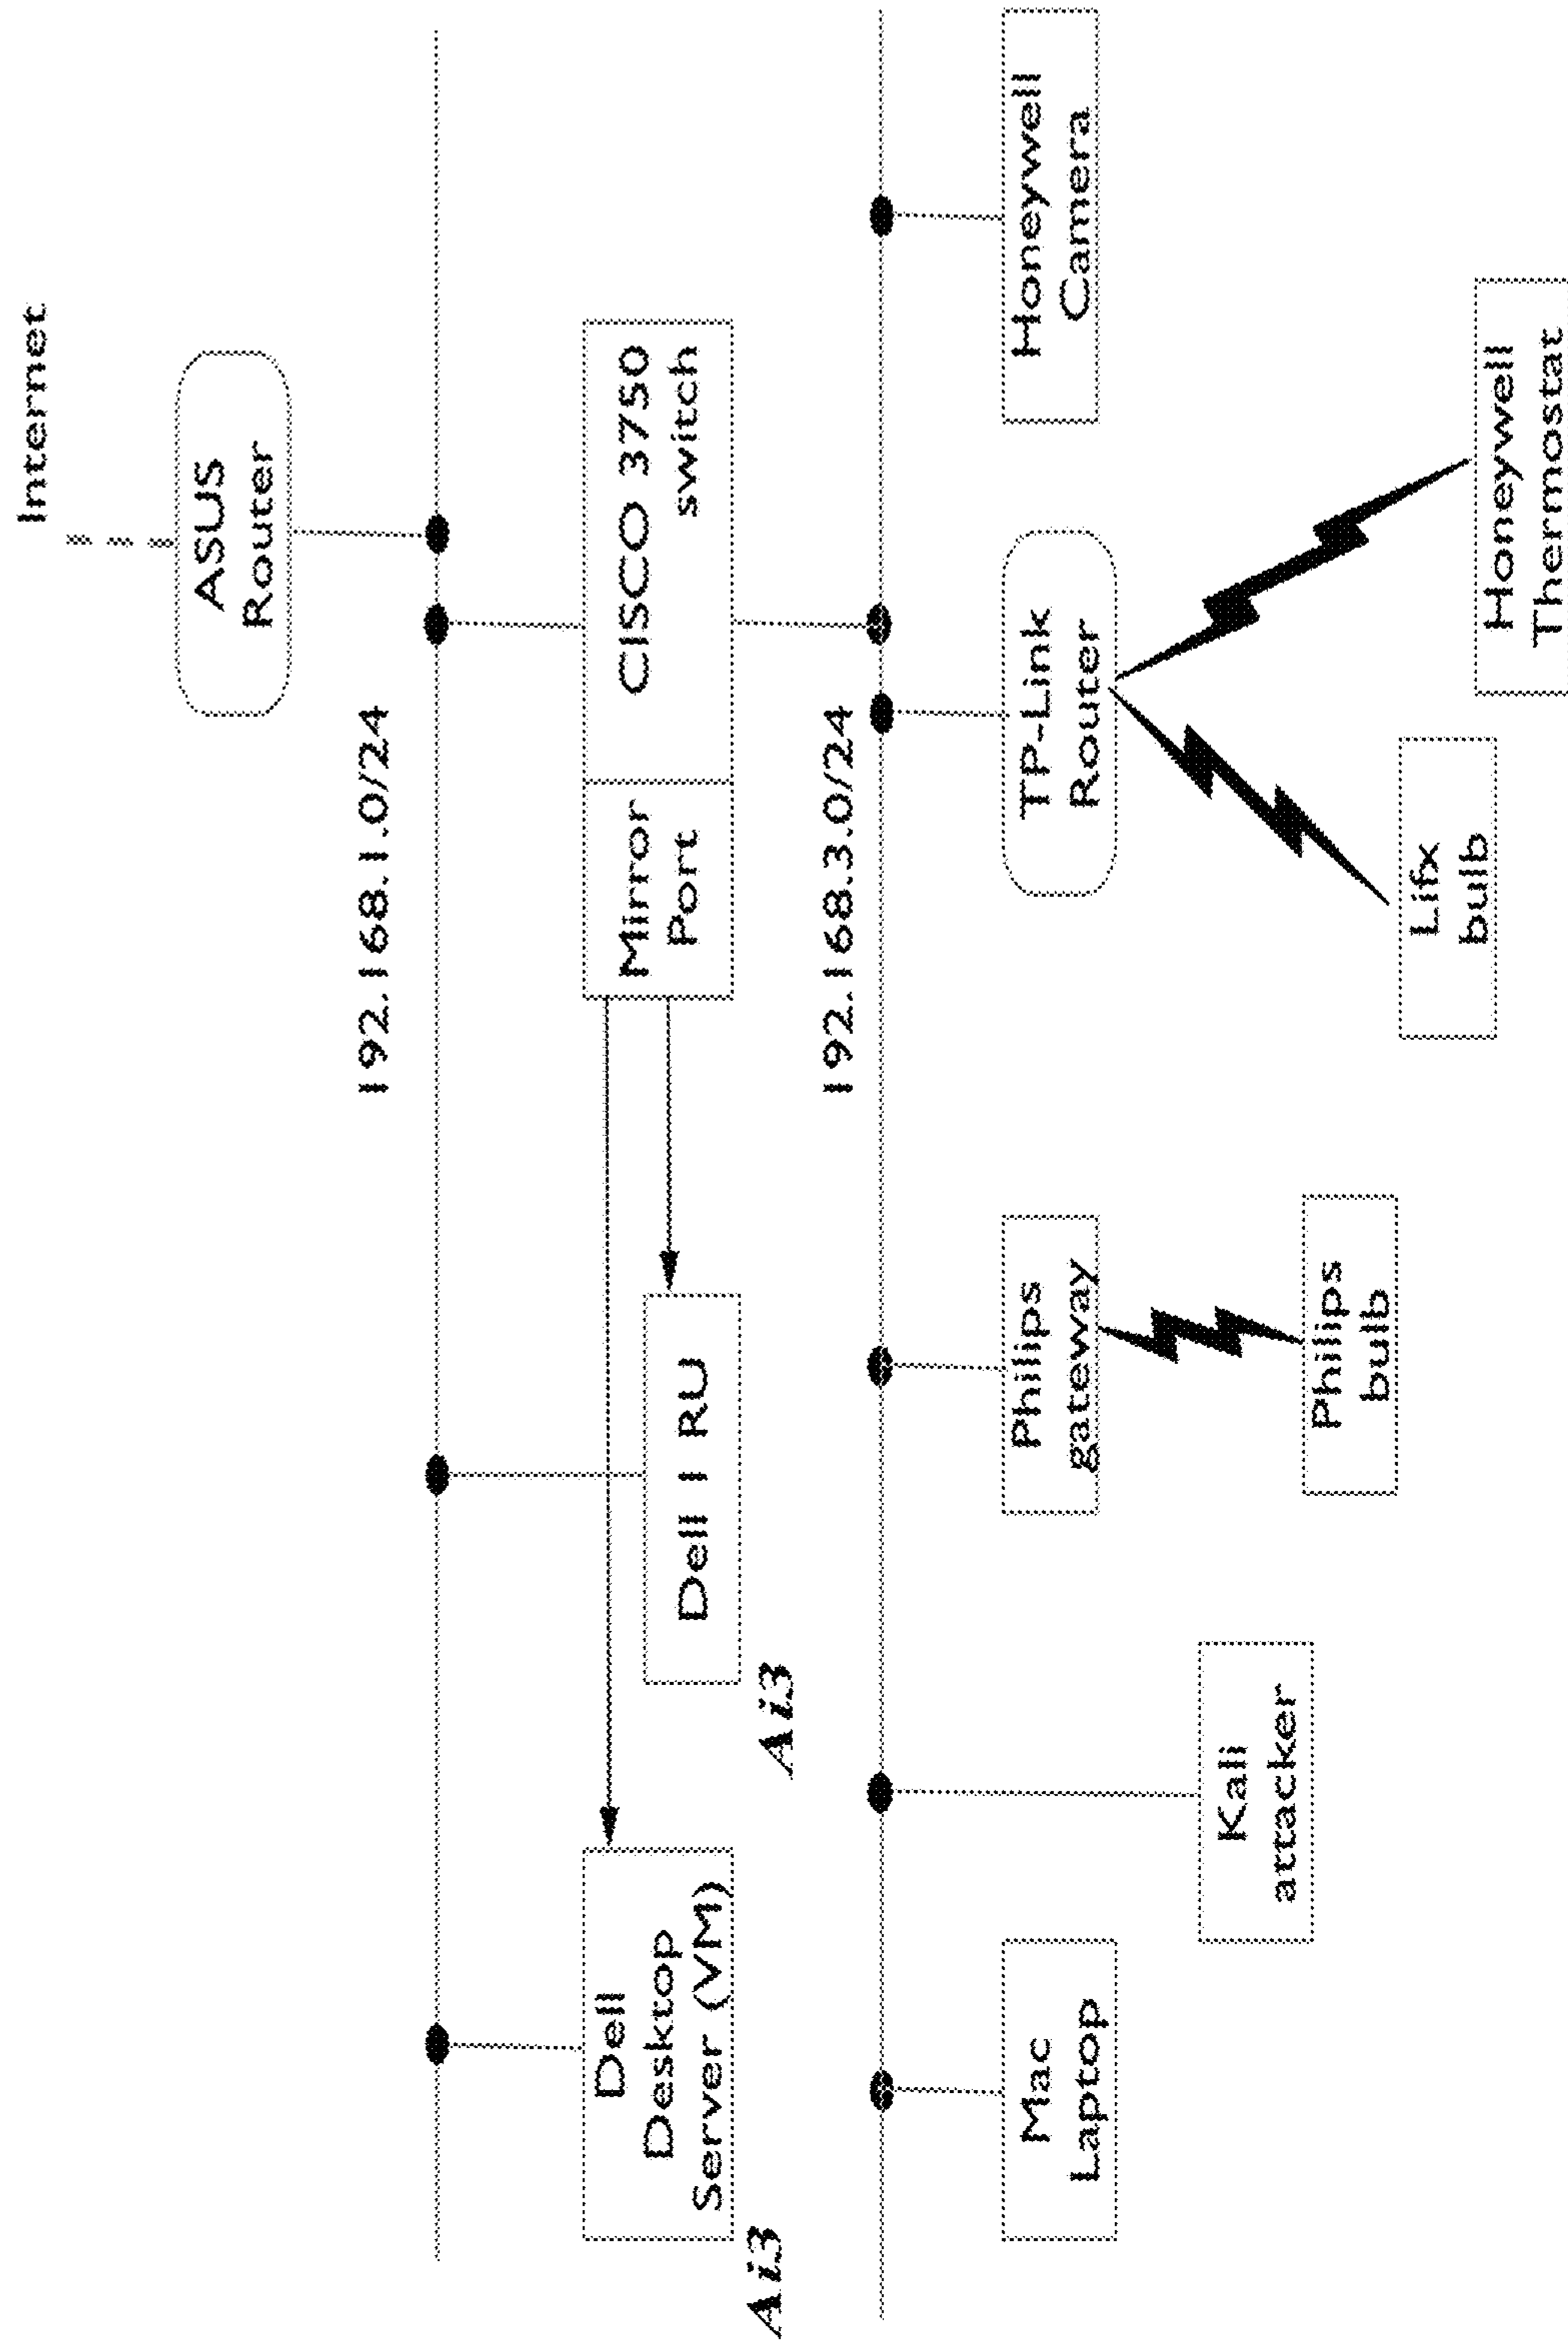 Internet
ASUS
Router
192.168.1.0/24
CISCO 3750
switch
Mirror
Port
Dell 1 RU
Ai3
Dell
Desktop
Server (VM)
Ai3
192.168.3.0/24
Mac
Laptop
Kali
attacker
Philips
gateway
Philips
bulb
TP-Link
Router
Lifx
bulb
Honeywell
Thermostat
Honeywell
Camera